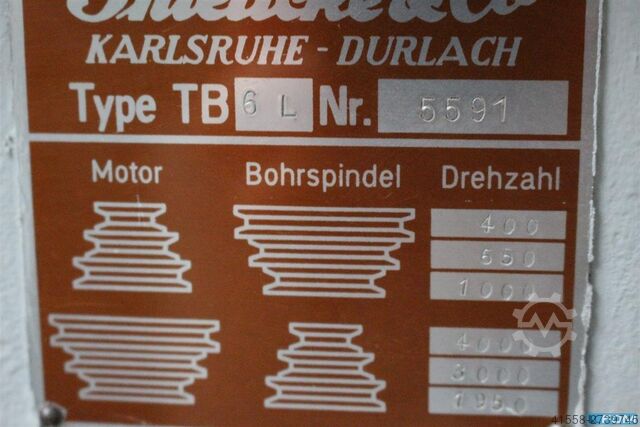 KARLSRUHE - DURLACH
Type TB 6 L Nr. 5591
Motor Bohrspindel Drehzahl
400
550
1000
4000
3000
1950